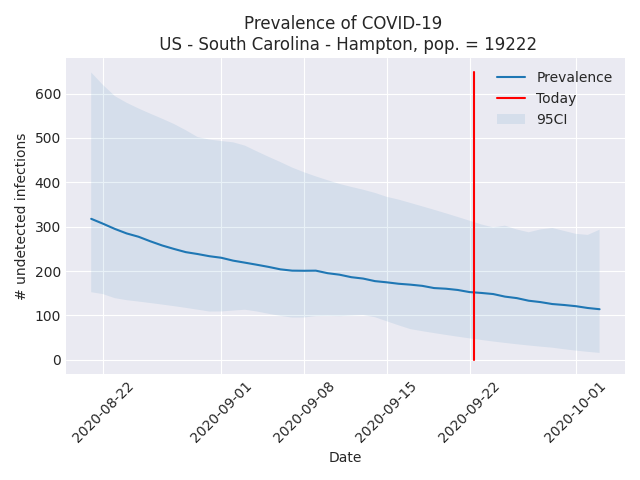 Prevalence of COVID-19
US - South Carolina - Hampton, pop. = 19222
Prevalence
Today
95CI
# undetected infections
600
500
400
300
200
100
0
2020-08-22
2020-09-01
2020-09-08
2020-09-15
2020-09-22
2020-10-01
Date